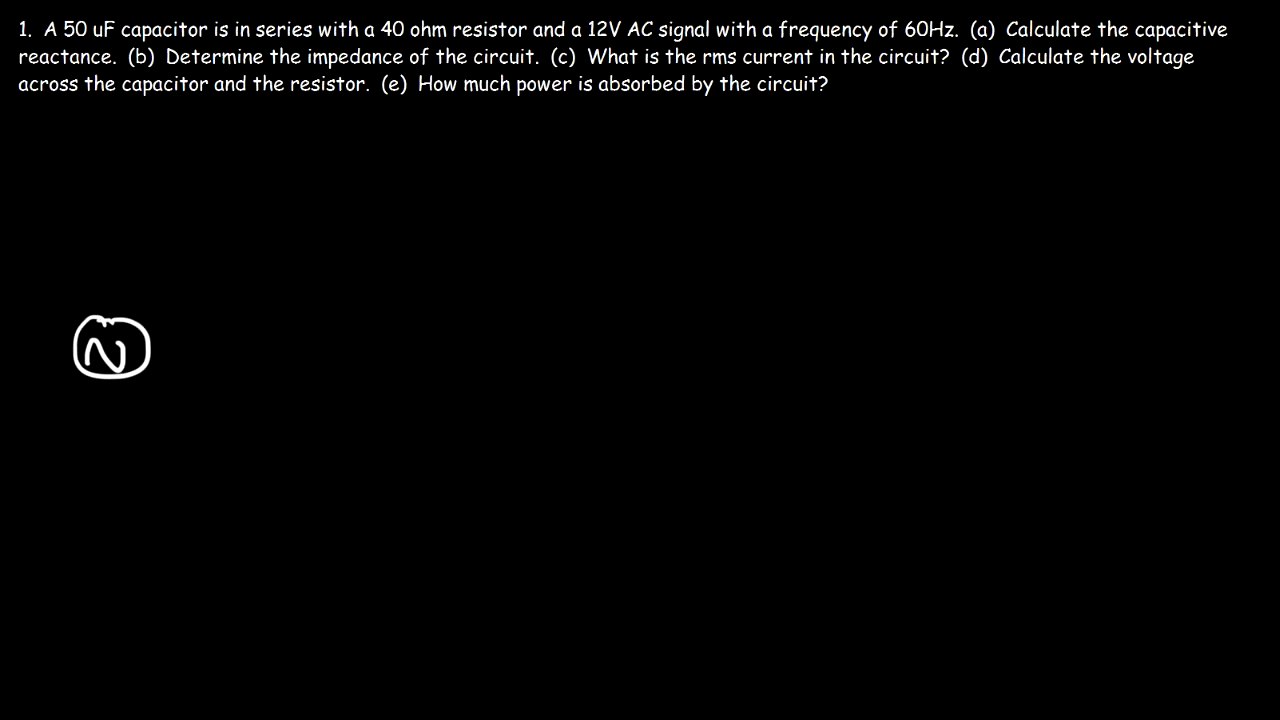 1. A 50 uF capacitor is in series with a 40 ohm resistor and a 12V AC signal with a frequency of 60Hz. (a) Calculate the capacitive
reactance. (b) Determine the impedance of the circuit. (c) What is the rms current in the circuit? (d) Calculate the voltage
across the capacitor and the resistor. (e) How much power is absorbed by the circuit?